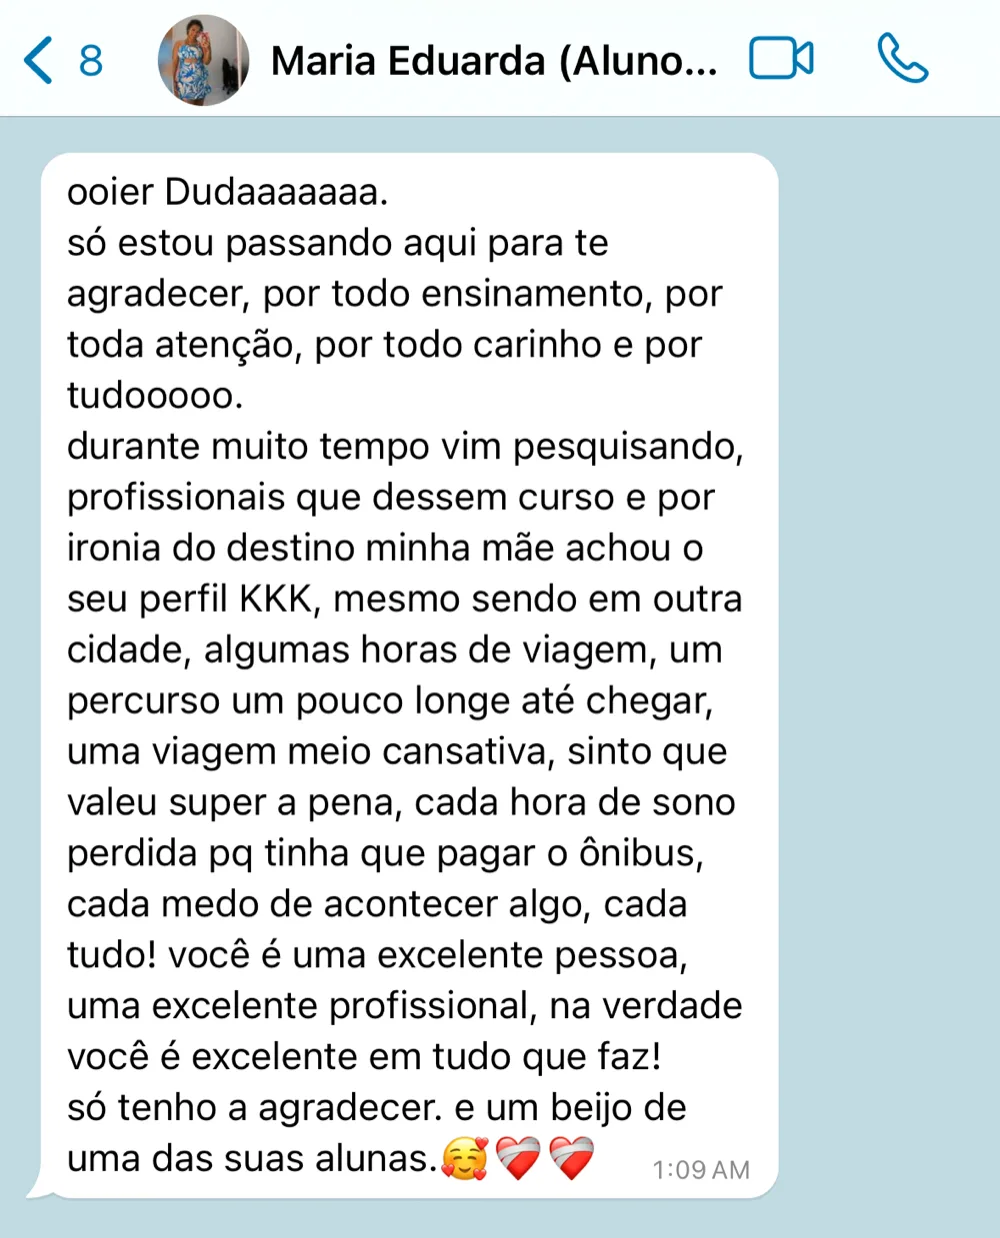 8
Maria Eduarda (Aluno...
ooier Dudaaaaaaa.
só estou passando aqui para te
agradecer, por todo ensinamento, por
toda atenção, por todo carinho e por
tudooooo.
durante muito tempo vim pesquisando,
profissionais que dessem curso e por
ironia do destino minha mãe achou o
seu perfil KKK, mesmo sendo em outra
cidade, algumas horas de viagem, um
percurso um pouco longe até chegar,
uma viagem meio cansativa, sinto que
valeu super a pena, cada hora de sono
perdida pq tinha que pagar o ônibus,
cada medo de acontecer algo, cada
tudo! você é uma excelente pessoa,
uma excelente profissional, na verdade
você é excelente em tudo que faz!
só tenho a agradecer. e um beijo de
uma das suas alunas.🥰❤️‍🩹❤️‍🩹
1:09 AM